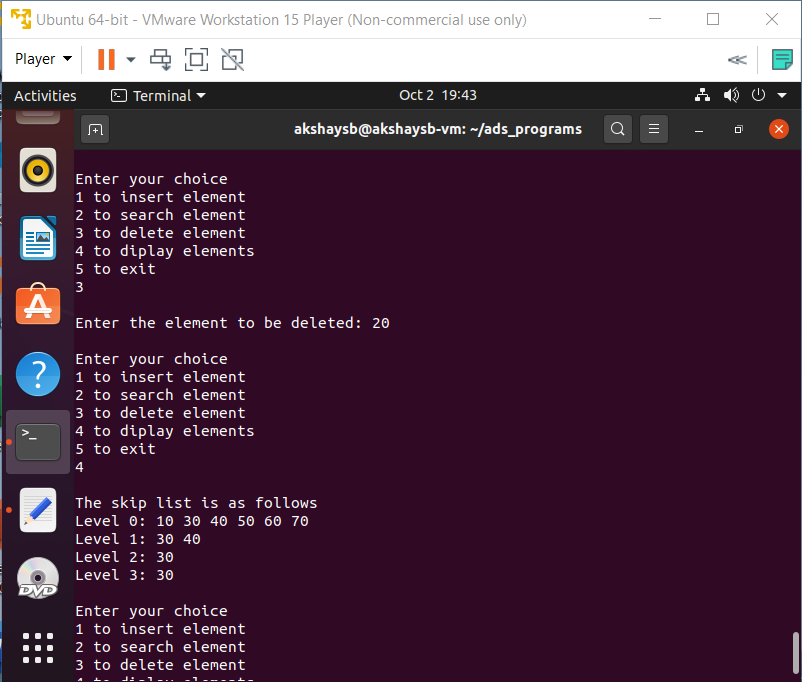 Ubuntu 64-bit - VMware Workstation 15 Player (Non-commercial use only)
Player
Activities
Terminal
Oct 2 19:43
akshaysb@akshaysb-vm: ~/ads_programs
Enter your choice
1 to insert element
2 to search element
3 to delete element
4 to diplay elements
5 to exit
3
Enter the element to be deleted: 20
Enter your choice
1 to insert element
2 to search element
3 to delete element
4 to diplay elements
5 to exit
4
The skip list is as follows
Level 0: 10 30 40 50 60 70
Level 1: 30 40
Level 2: 30
Level 3: 30
Enter your choice
1 to insert element
2 to search element
3 to delete element
4 to diplay elements
DVD